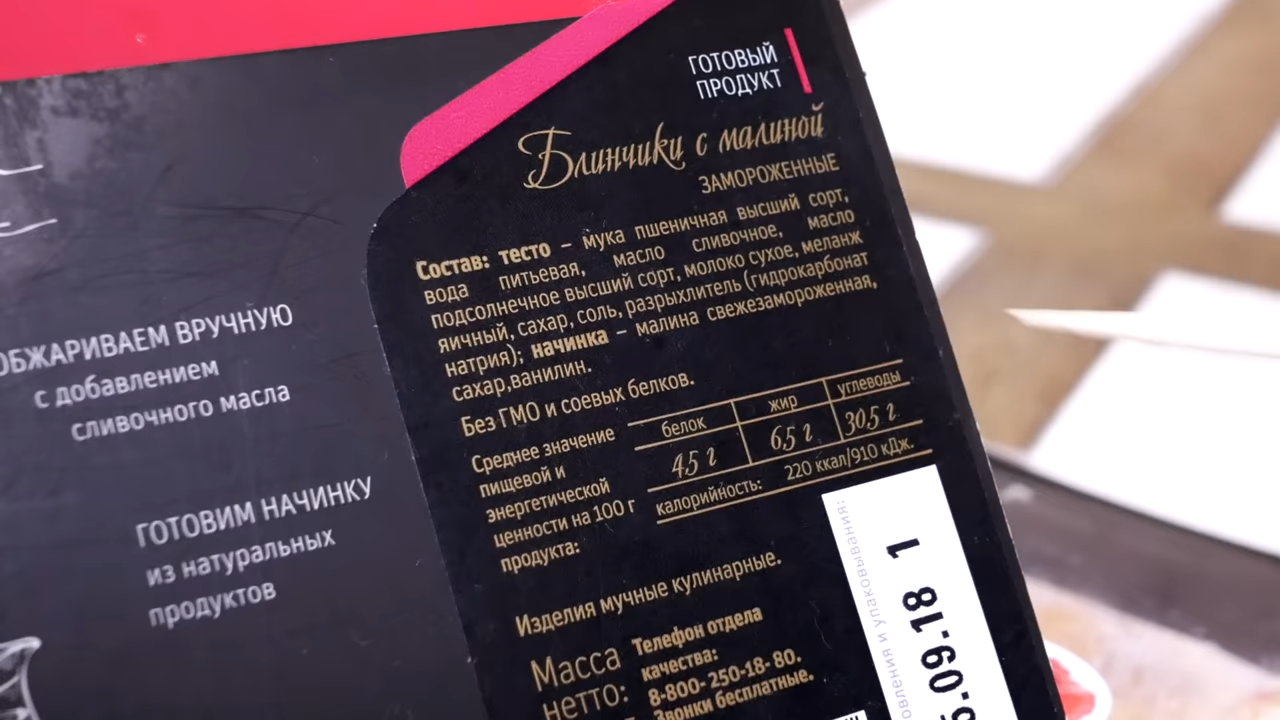 ГОТОВЫЙ
ПРОДУКТ
Блинчики с малиной
ЗАМОРОЖЕННЫЕ
Состав: тесто – мука пшеничная высший сорт,
вода питьевая, масло сливочное, масло
подсолнечное высший сорт, молоко сухое, меланж
яичный, сахар, соль, разрыхлитель (гидрокарбонат
натрия); начинка – малина свежезамороженная,
сахар,ванилин.
Без ГМО и соевых белков.
Среднее значение
пищевой и
энергетической
ценности на 100 г
продукта:
белок жир углеводы
4,5 г 6,5 г 30,5 г
калорийность: 220 ккал/910 кДж.
Изделия мучные кулинарные.
Масса
нетто:
Телефон отдела
качества:
8-800- 250-18- 80.
Звонки бесплатные.
и упаковывания:
.09.18 1
ОБЖАРИВАЕМ ВРУЧНУЮ
с добавлением
сливочного масла
ГОТОВИМ НАЧИНКУ
из натуральных
продуктов